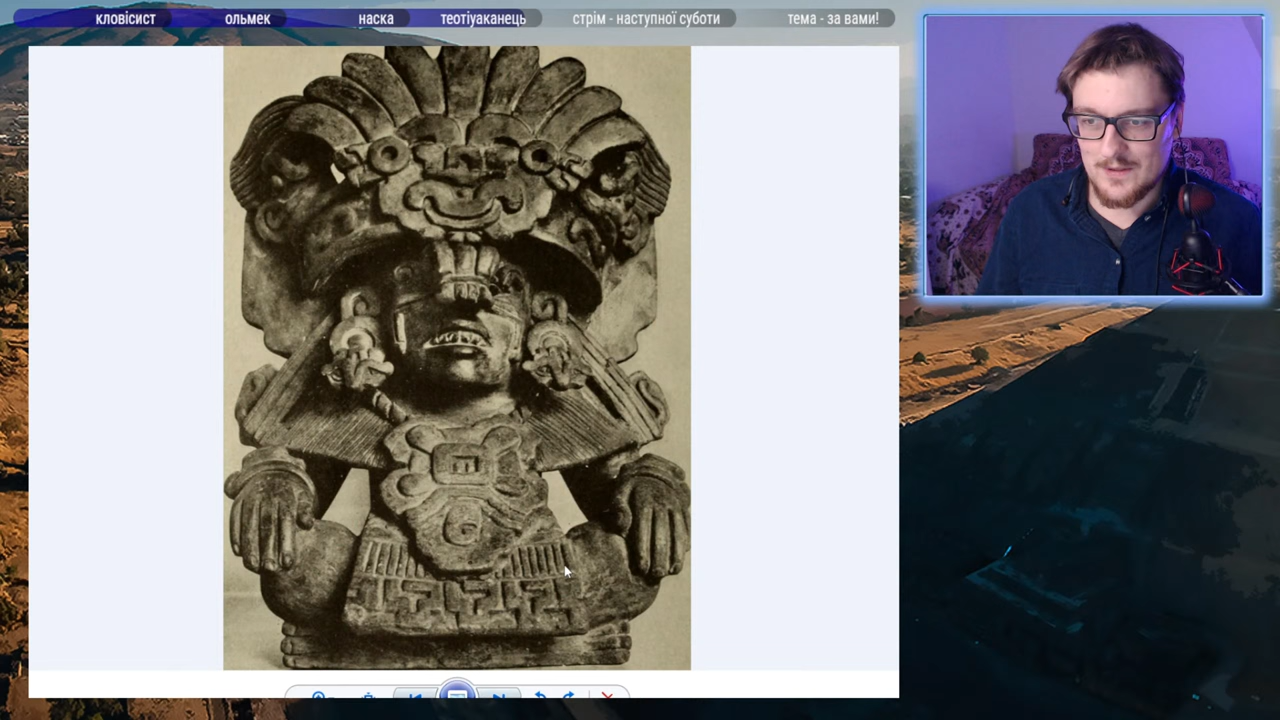 кловісист
ольмек
наска
теотіуаканець
стрім - наступної суботи
тема - за вами!